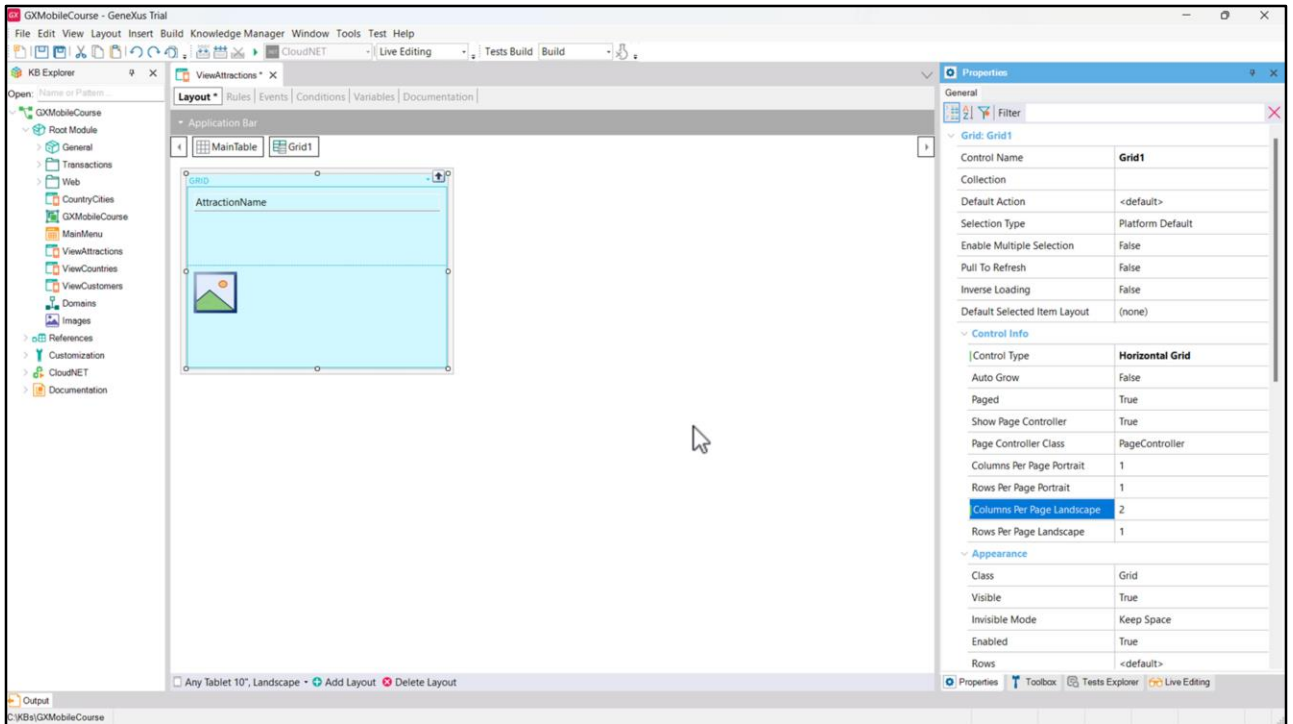 GX GXMobileCourse - GeneXus Trial
File Edit View Layout Insert Build Knowledge Manager Window Tools Test Help
CloudNET Live Editing Tests Build Build
KB Explorer
Open: Name or Pattern
GXMobileCourse
Root Module
General
Transactions
Web
CountryCities
GXMobileCourse
MainMenu
ViewAttractions
ViewCountries
ViewCustomers
Domains
Images
References
Customization
CloudNET
Documentation
ViewAttractions *
Layout * Rules Events Conditions Variables Documentation
Application Bar
MainTable Grid1
GRID
AttractionName
Any Tablet 10", Landscape Add Layout Delete Layout
Properties
General
Filter
Grid: Grid1
Control Name Grid1
Collection
Default Action <default>
Selection Type Platform Default
Enable Multiple Selection False
Pull To Refresh False
Inverse Loading False
Default Selected Item Layout (none)
Control Info
Control Type Horizontal Grid
Auto Grow False
Paged True
Show Page Controller True
Page Controller Class PageController
Columns Per Page Portrait 1
Rows Per Page Portrait 1
Columns Per Page Landscape 2
Rows Per Page Landscape 1
Appearance
Class Grid
Visible True
Invisible Mode Keep Space
Enabled True
Rows <default>
Properties Toolbox Tests Explorer Live Editing
Output
C:\KBs\GXMobileCourse